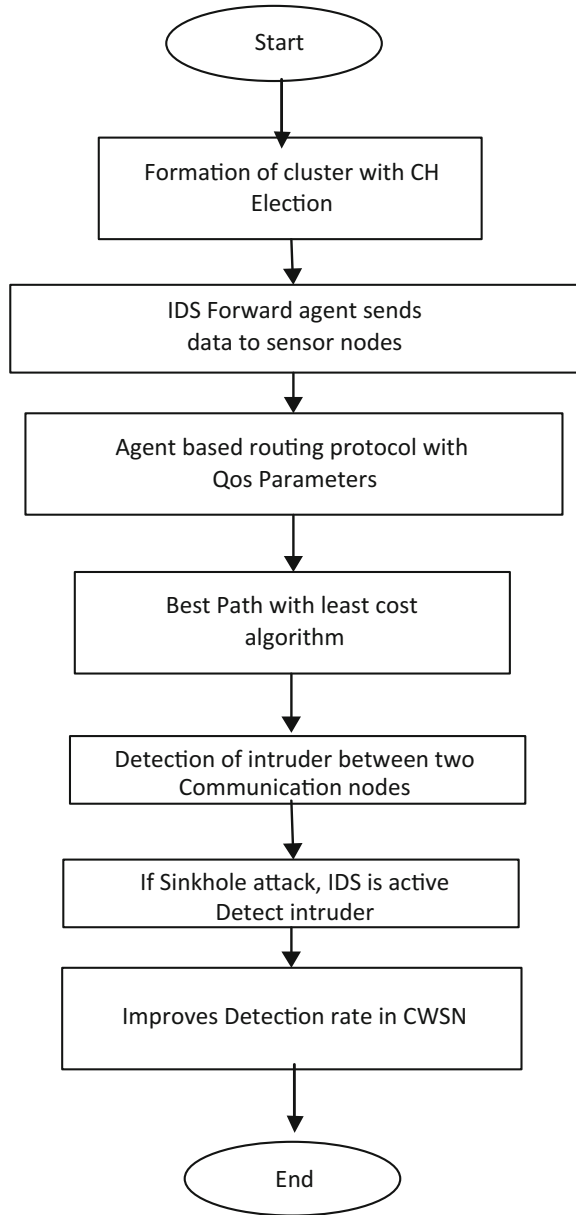 Start
Formation of cluster with CH
Election
IDS Forward agent sends
data to sensor nodes
Agent based routing protocol with
Qos Parameters
Best Path with least cost
algorithm
Detection of intruder between two
Communication nodes
If Sinkhole attack, IDS is active
Detect intruder
Improves Detection rate in CWSN
End